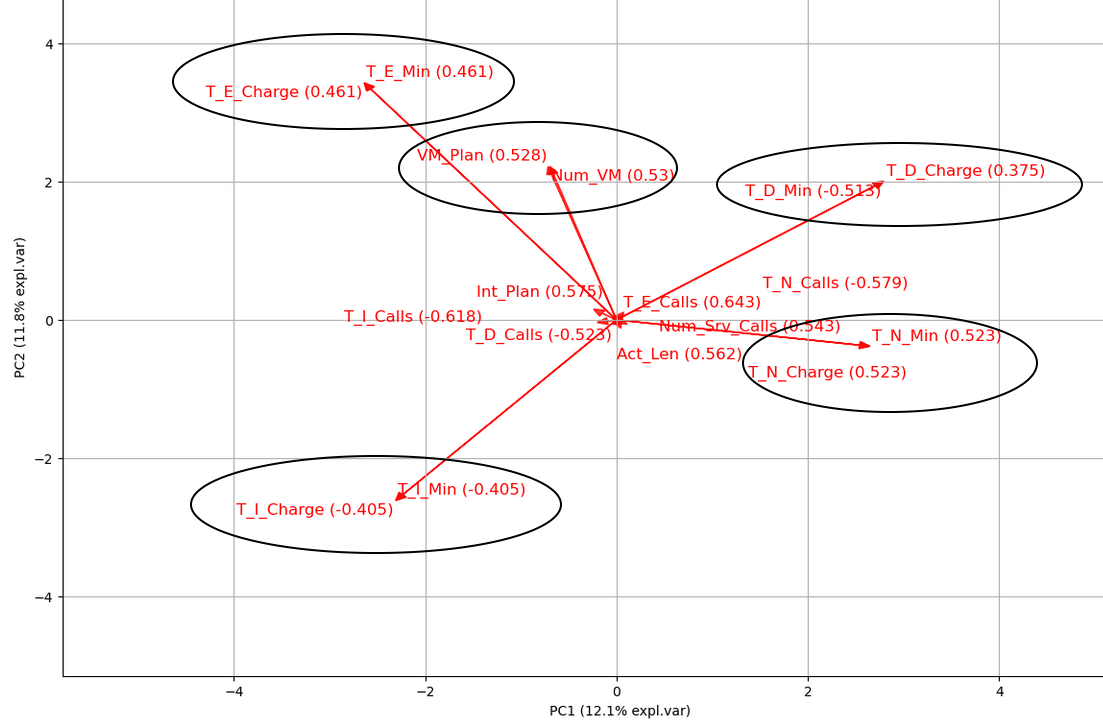 4
T_E_Min (0.461)
T_E_Charge (0.461)
VM_Plan (0.528)
Num_VM (0.53)
T_D_Charge (0.375)
2
T_D_Min (-0.513)
T_N_Calls (-0.579)
Int_Plan (0.575)
T_E_Calls (0.643)
T_I_Calls (-0.618)
0
Num_Srv_Calls (0.543)
T_D_Calls (-0.523)
T_N_Min (0.523)
Act_Len (0.562)
T_N_Charge (0.523)
PC2 (11.8% expl.var)
−2
T_I_Min (-0.405)
T_I_Charge (-0.405)
−4
−4 −2 0 2 4
PC1 (12.1% expl.var)